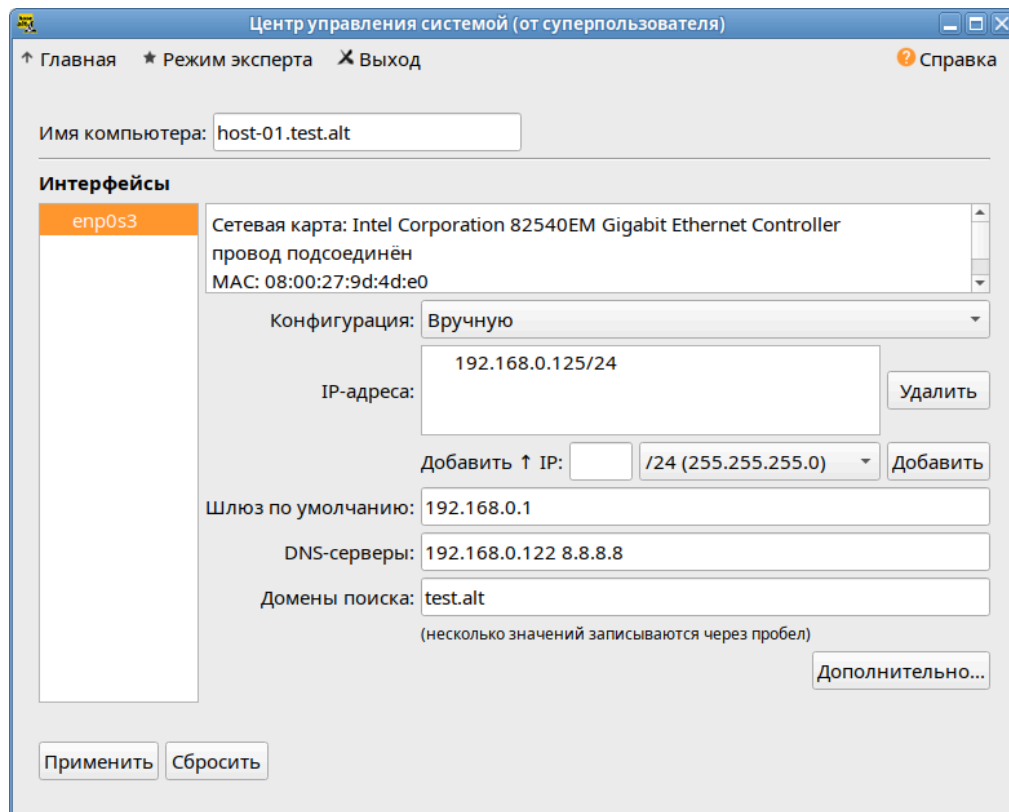 Центр управления системой (от суперпользователя)
↑ Главная ★ Режим эксперта Выход Справка
Имя компьютера: host-01.test.alt
Интерфейсы
enp0s3
Сетевая карта: Intel Corporation 82540EM Gigabit Ethernet Controller
провод подсоединён
MAC: 08:00:27:9d:4d:e0
Конфигурация: Вручную
192.168.0.125/24
IP-адреса: Удалить
Добавить ↑ IP: /24 (255.255.255.0) Добавить
Шлюз по умолчанию: 192.168.0.1
DNS-серверы: 192.168.0.122 8.8.8.8
Домены поиска: test.alt
(несколько значений записываются через пробел)
Дополнительно...
Применить Сбросить